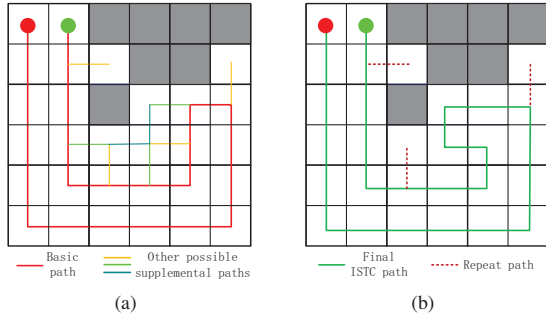 Basic
path
Other possible
supplemental paths
Final
ISTC path
Repeat path
(a)
(b)